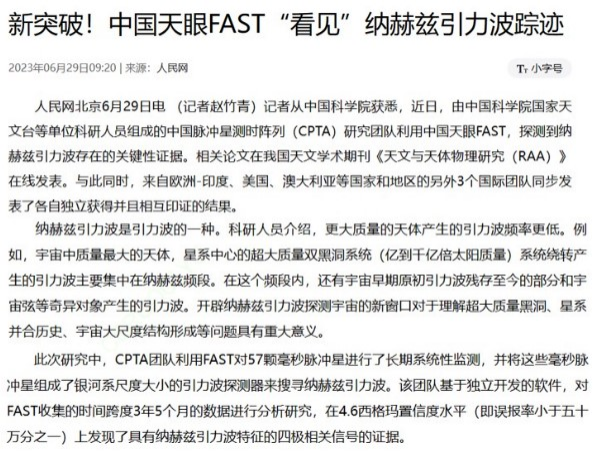 新突破！中国天眼FAST“看见”纳赫兹引力波踪迹
2023年06月29日09:20 | 来源：人民网
TT 小字号
人民网北京6月29日电 （记者赵竹青）记者从中国科学院获悉，近日，由中国科学院国家天
文台等单位科研人员组成的中国脉冲星测时阵列（CPTA）研究团队利用中国天眼FAST，探测到纳
赫兹引力波存在的关键性证据。相关论文在我国天文学术期刊《天文与天体物理研究（RAA）》
在线发表。与此同时，来自欧洲-印度、美国、澳大利亚等国家和地区的另外3个国际团队同步发
表了各自独立获得并且相互印证的结果。
纳赫兹引力波是引力波的一种。科研人员介绍，更大质量的天体产生的引力波频率更低。例
如，宇宙中质量最大的天体，星系中心的超大质量双黑洞系统（亿到千亿倍太阳质量）系统绕转产
生的引力波主要集中在纳赫兹频段。在这个频段内，还有宇宙早期原初引力波残存至今的部分和宇
宙弦等奇异对象产生的引力波。开辟纳赫兹引力波探测宇宙的新窗口对于理解超大质量黑洞、星系
并合历史、宇宙大尺度结构形成等问题具有重大意义。
此次研究中，CPTA团队利用FAST对57颗毫秒脉冲星进行了长期系统性监测，并将这些毫秒脉
冲星组成了银河系尺度大小的引力波探测器来搜寻纳赫兹引力波。该团队基于独立开发的软件，对
FAST收集的时间跨度3年5个月的数据进行分析研究，在4.6西格玛置信度水平（即误报率小于五十
万分之一）上发现了具有纳赫兹引力波特征的四极相关信号的证据。